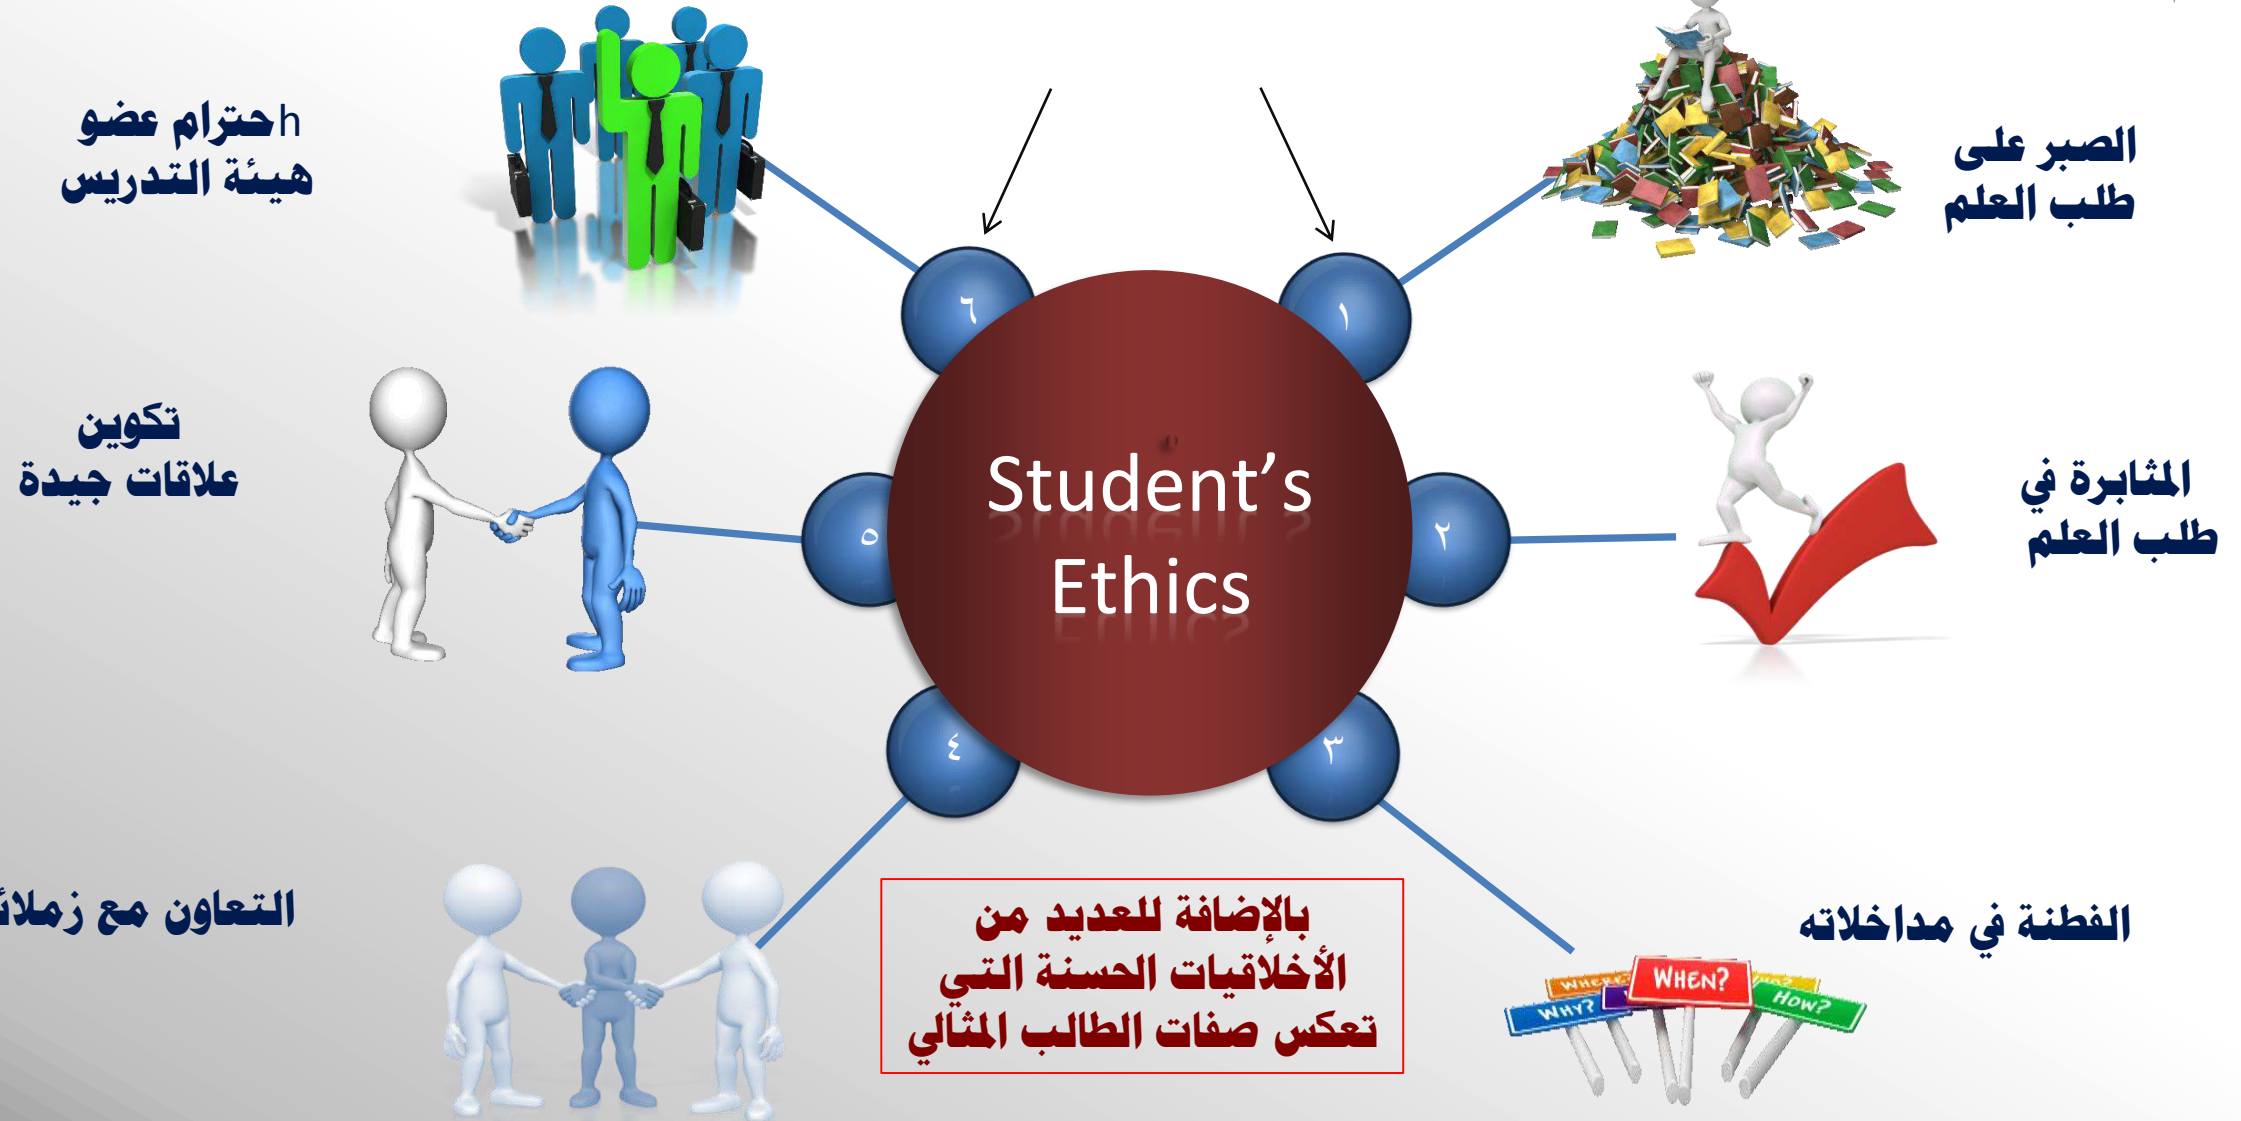 hحترام عضو
هيئة التدريس
الصبر على
طلب العلم
٦
١
تكوين
علاقات جيدة
Student’s
Ethics
٥
٢
المثابرة في
طلب العلم
٤
٣
التعاون مع
بالإضافة للعديد من
الأخلاقيات الحسنة التي
تعكس صفات الطالب المثالي
الفطنة في مداخلاته
WHEN?
WHY?
HOW?